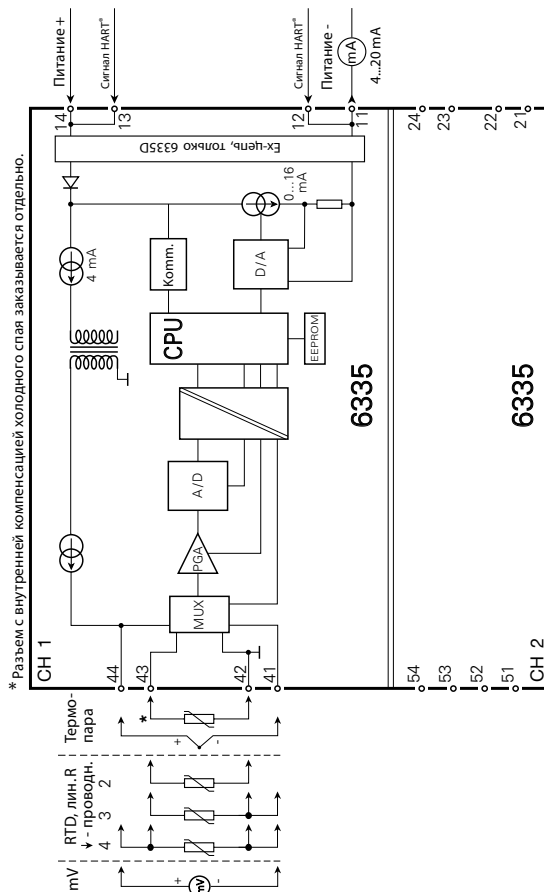 * Разъем с внутренней компенсацией холодного спая заказывается отдельно.
CH 1
44
43
42
41
Термо-
пара
*
+
-
RTD, лин.R
- проводн.
2
3
4
mV
+
-
mV
MUX
PGA
A/D
CPU
EEPROM
Komm.
D/A
4 mA
0...16
mA
Ex-цепь, только 6335D
14
13
12
11
Питание +
Сигнал HART®
Сигнал HART®
Питание -
mA
4...20 mA
6335
54
53
52
51
CH 2
24
23
22
21
6335